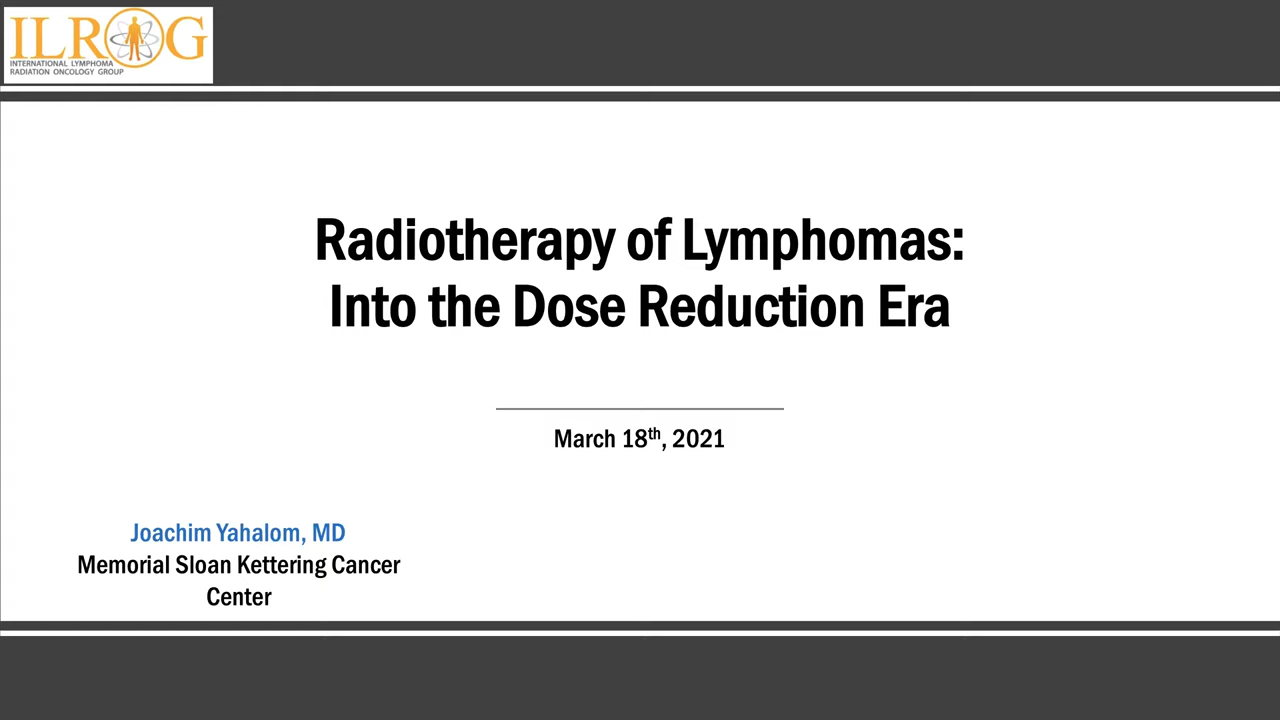 ILROG
INTERNATIONAL LYMPHOMA
RADIATION ONCOLOGY GROUP
Radiotherapy of Lymphomas:
Into the Dose Reduction Era
March 18th, 2021
Joachim Yahalom, MD
Memorial Sloan Kettering Cancer
Center